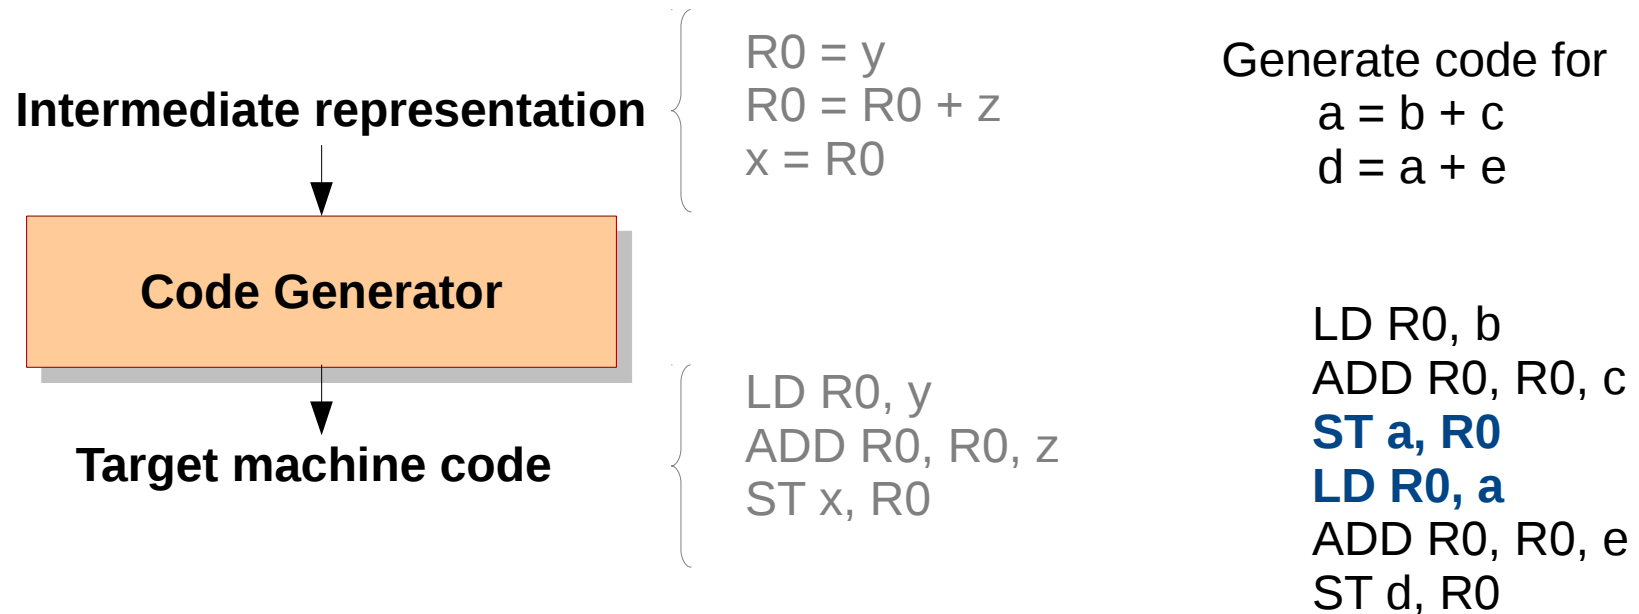 Intermediate representation
Code Generator
Target machine code
R0 = y
R0 = R0 + z
x = R0
LD R0, y
ADD R0, R0, z
ST x, R0
Generate code for
a = b + c
d = a + e
LD R0, b
ADD R0, R0, c
ST a, R0
LD R0, a
ADD R0, R0, e
ST d, R0